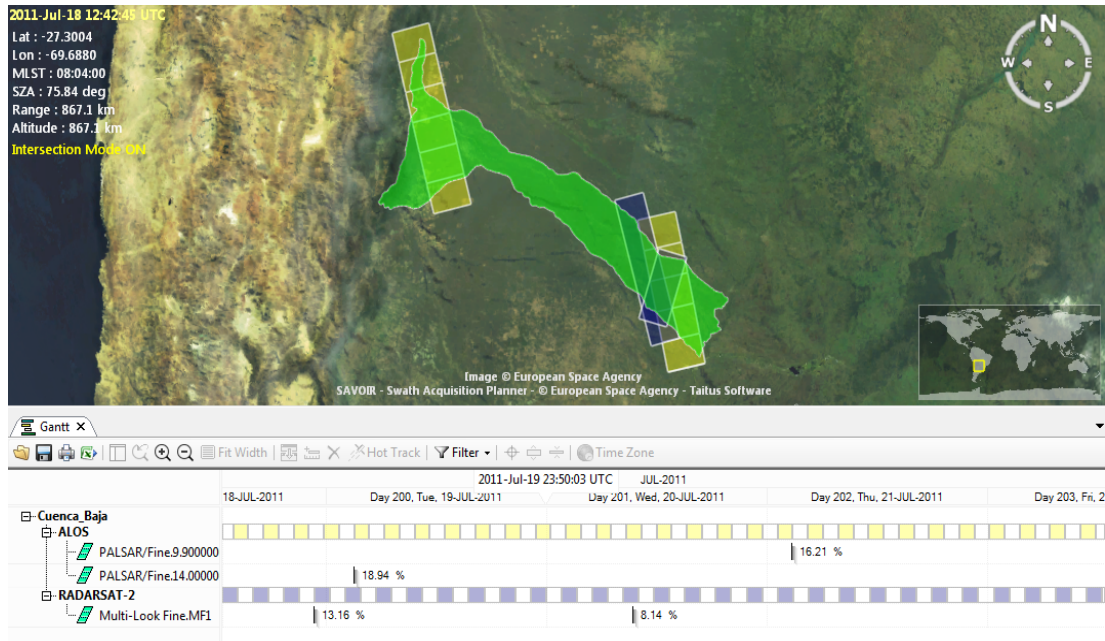 2011-Jul-18 12:42:45 UTC
Lat : -27.3004
Lon : -69.6880
MLST : 08:04:00
SZA : 75.84 deg
Range : 867.1 km
Altitude : 867.1 km
Intersection Mode ON
N
W
E
S
Image © European Space Agency
SAVOIR - Swath Acquisition Planner - © European Space Agency - Taitus Software
Gantt
Fit Width
Hot Track
Filter
Time Zone
2011-Jul-19 23:50:03 UTC
JUL-2011
18-JUL-2011
Day 200, Tue, 19-JUL-2011
Day 201, Wed, 20-JUL-2011
Day 202, Thu, 21-JUL-2011
Day 203, Fri, 2
Cuenca_Baja
ALOS
PALSAR/Fine.9.900000
16.21 %
PALSAR/Fine.14.00000
18.94 %
RADARSAT-2
Multi-Look Fine.MF1
13.16 %
8.14 %